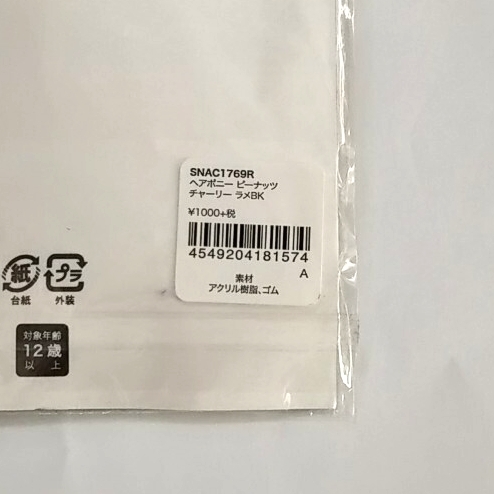 SNAC1769R
ヘアポニー ピーナッツ
チャーリー ラメBK
¥1000+税
4549204181574
A
素材
アクリル樹脂、ゴム
紙 プラ
台紙 外装
対象年齢
12歳
以上